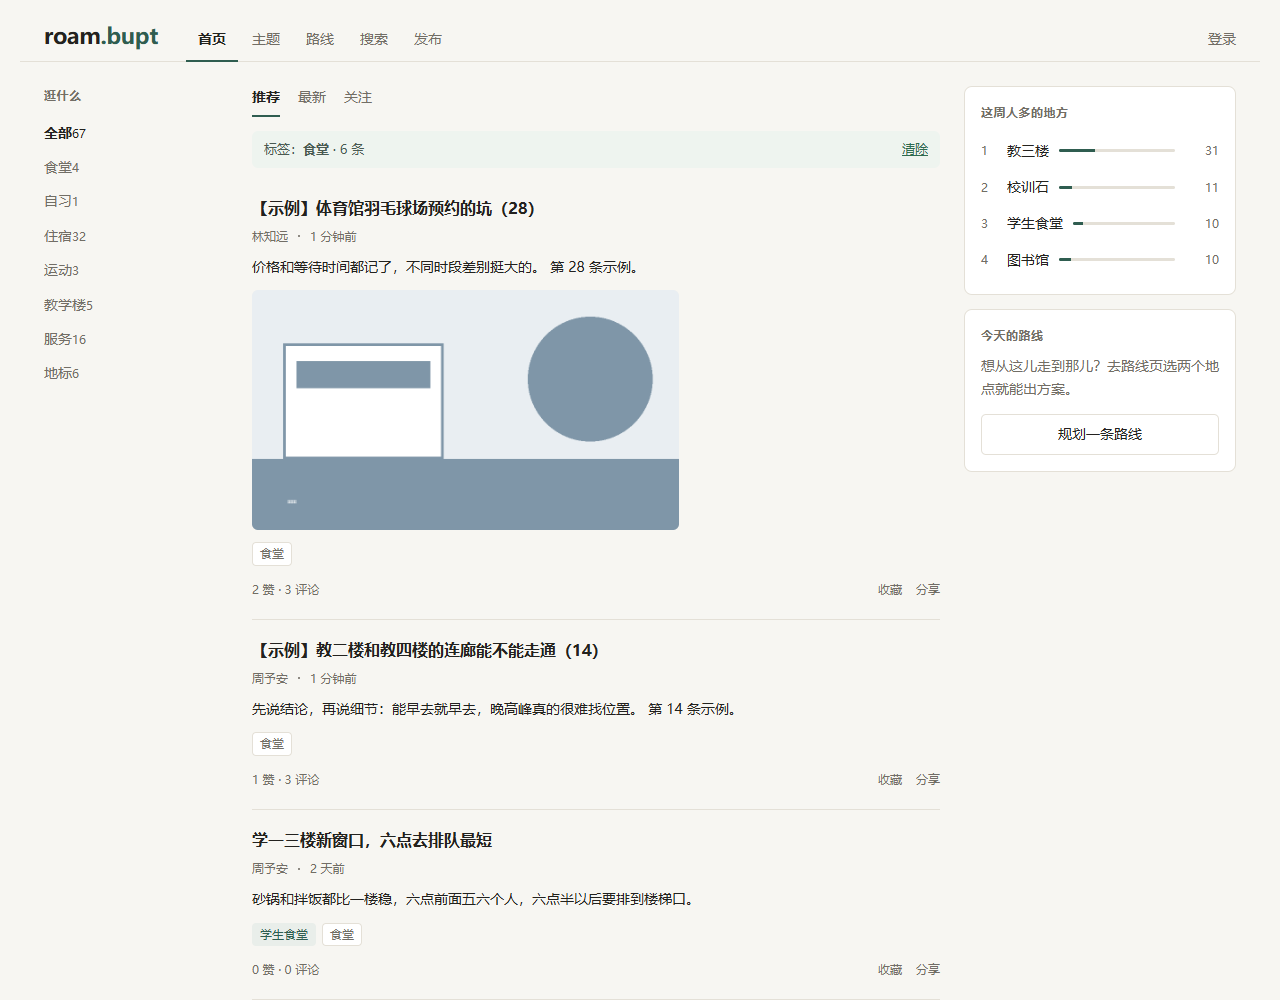 roam.bupt 首页 主题 路线 搜索 发布 登录
逛什么
全部67
食堂4
自习1
住宿32
运动3
教学楼5
服务16
地标6
推荐 最新 关注
标签：食堂 · 6 条 清除
【示例】体育馆羽毛球场预约的坑（28）
林知远 · 1 分钟前
价格和等待时间都记了，不同时段差别挺大的。 第 28 条示例。
食堂
2 赞 · 3 评论 收藏 分享
【示例】教二楼和教四楼的连廊能不能走通（14）
周予安 · 1 分钟前
先说结论，再说细节：能早去就早去，晚高峰真的很难找位置。 第 14 条示例。
食堂
1 赞 · 3 评论 收藏 分享
学一三楼新窗口，六点去排队最短
周予安 · 2 天前
砂锅和拌饭都比一楼稳，六点前面五六个人，六点半以后要排到楼梯口。
学生食堂 食堂
0 赞 · 0 评论 收藏 分享
这周人多的地方
1 教三楼 31
2 校训石 11
3 学生食堂 10
4 图书馆 10
今天的路线
想从这儿走到那儿？去路线页选两个地
点就能出方案。
规划一条路线